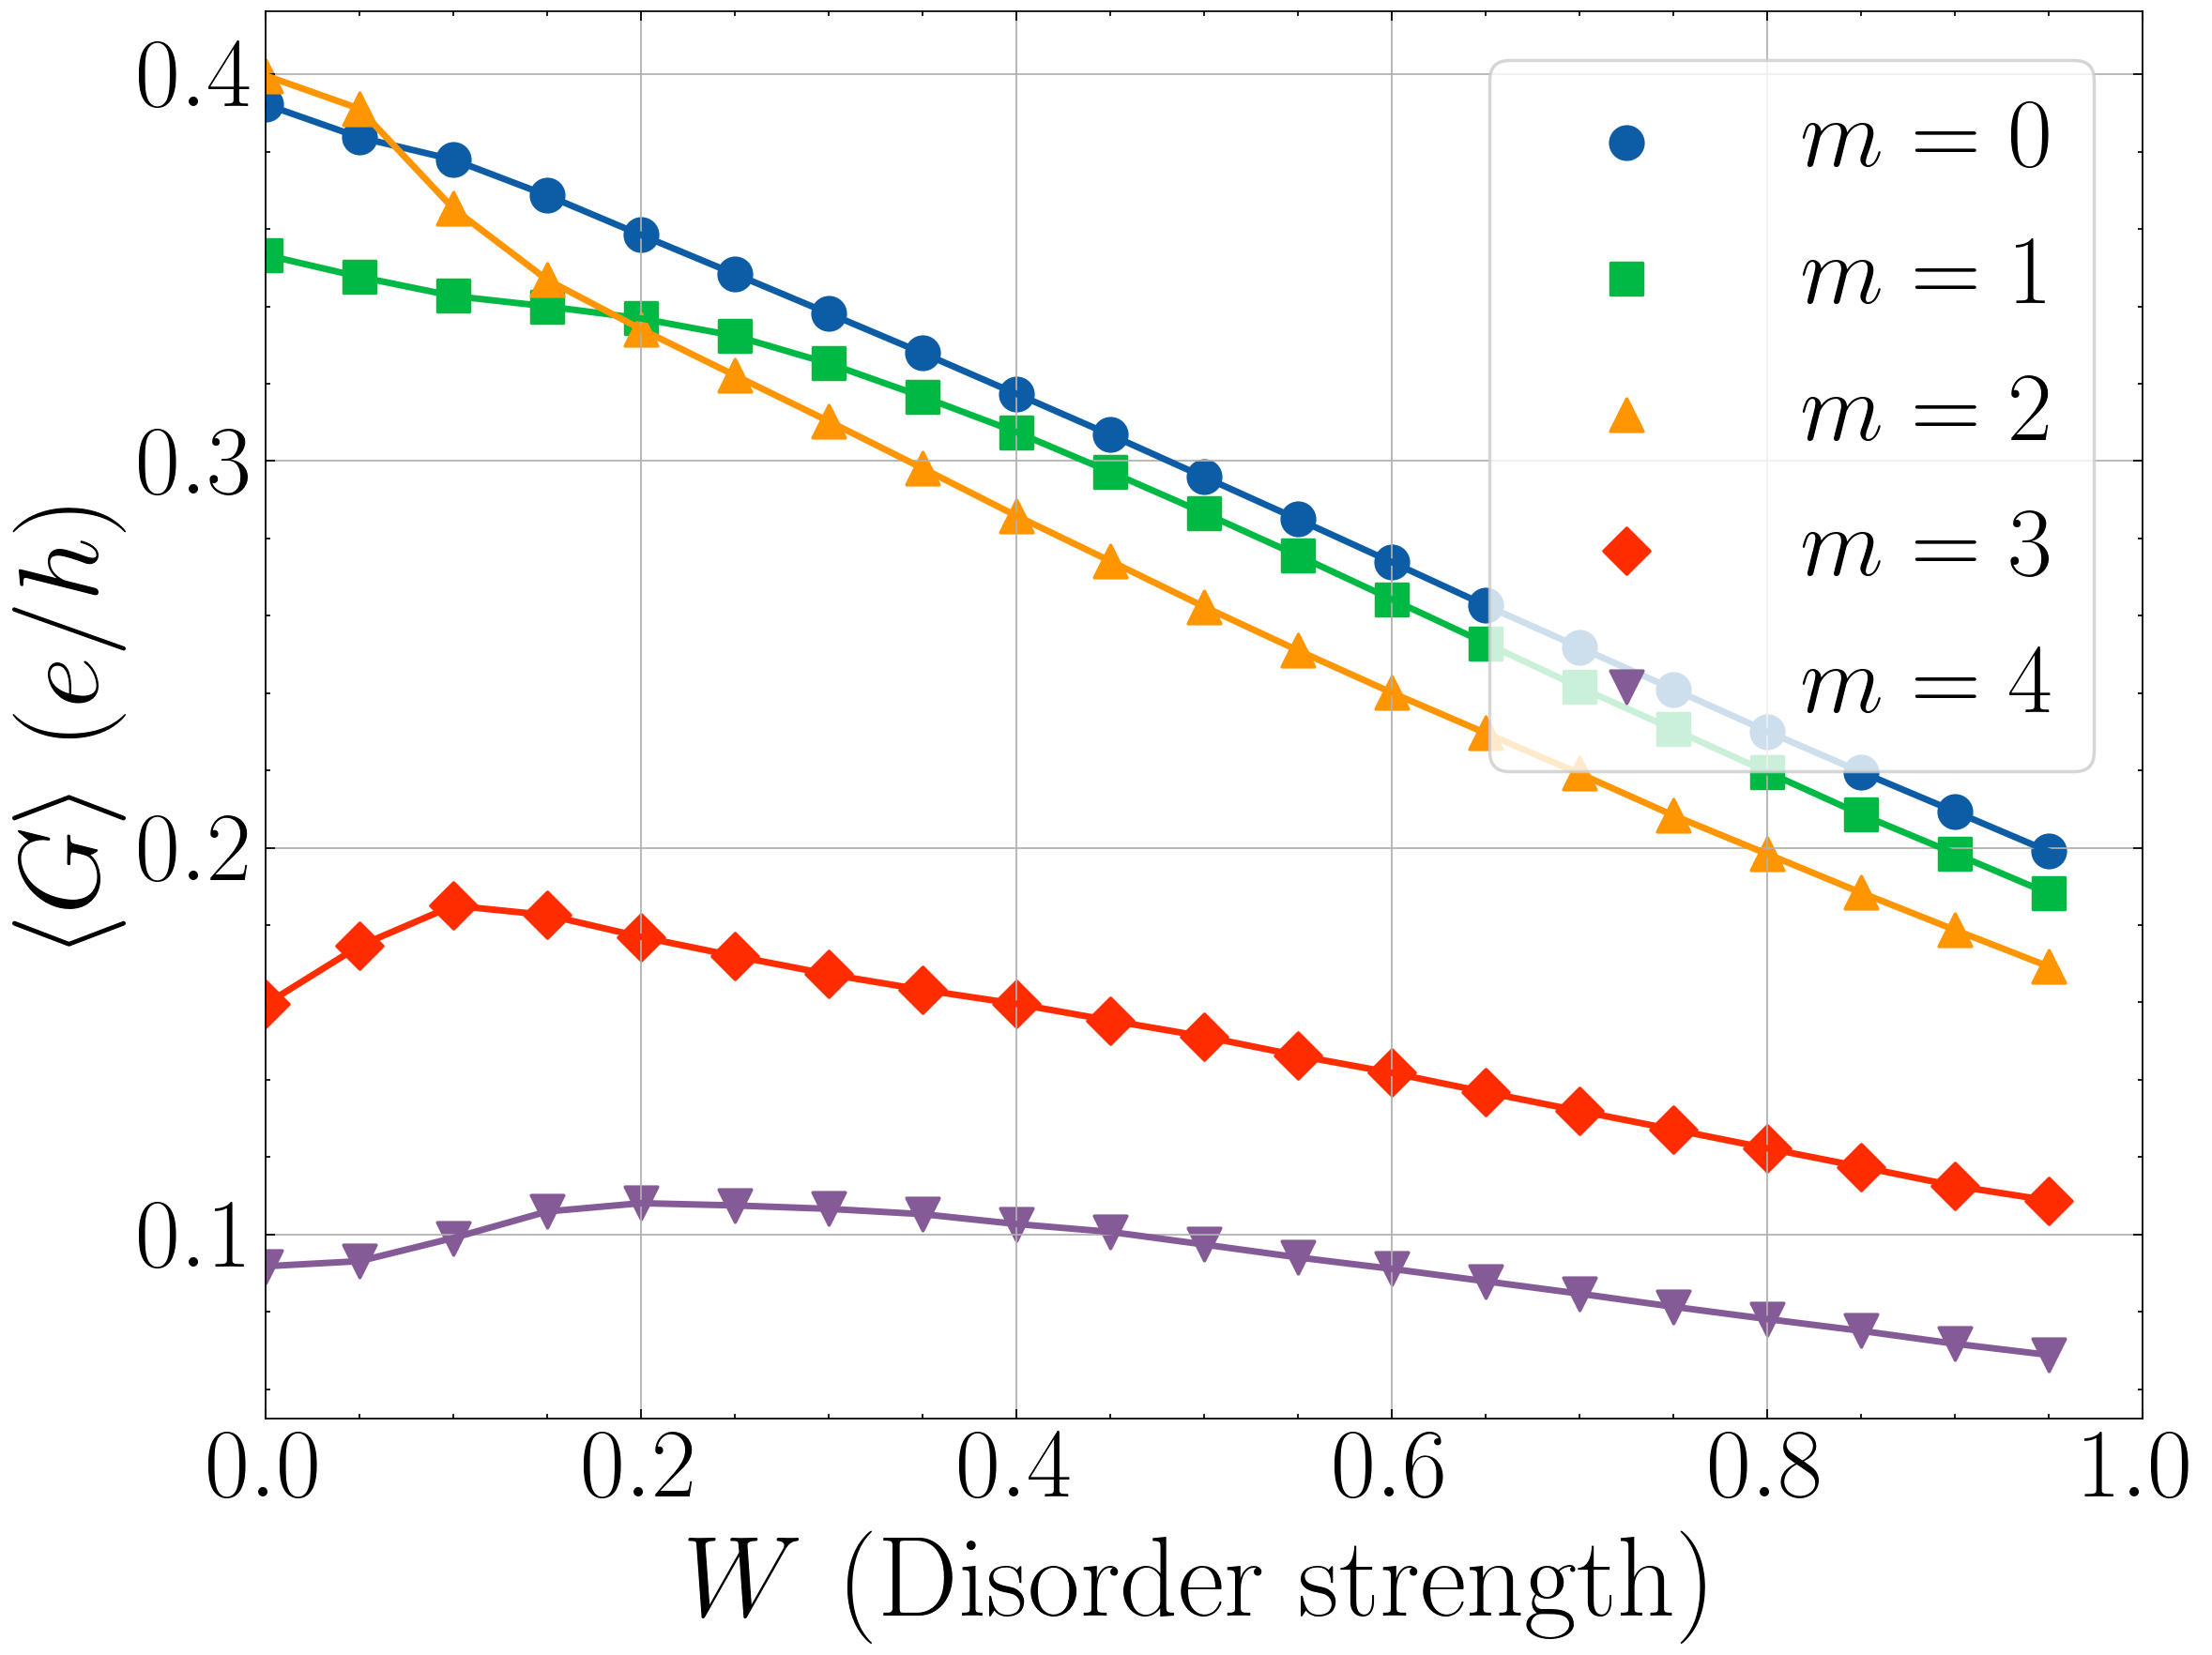 ⟨G⟩ (e/h)
0.4
0.3
0.2
0.1
m = 0
m = 1
m = 2
m = 3
m = 4
0.0 0.2 0.4 0.6 0.8 1.0
W (Disorder strength)